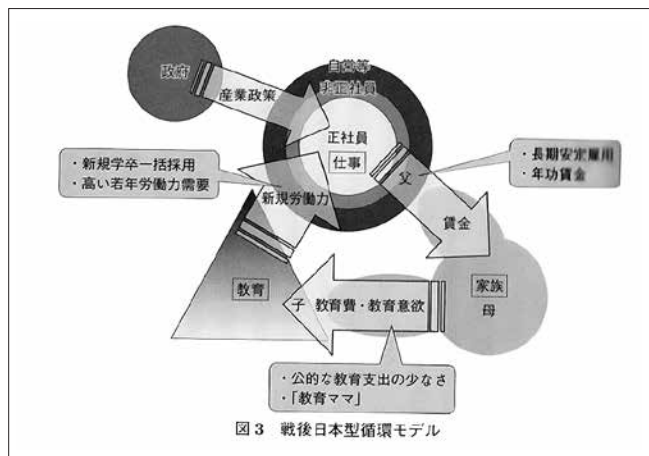 政府
産業政策
自営等
非正社員
正社員
仕事
・新規学卒一括採用
・高い若年労働力需要
新規労働力
父
・長期安定雇用
・年功賃金
賃金
教育
子
教育費・教育意欲
家族
母
・公的な教育支出の少なさ
・「教育ママ」
図3 戦後日本型循環モデル